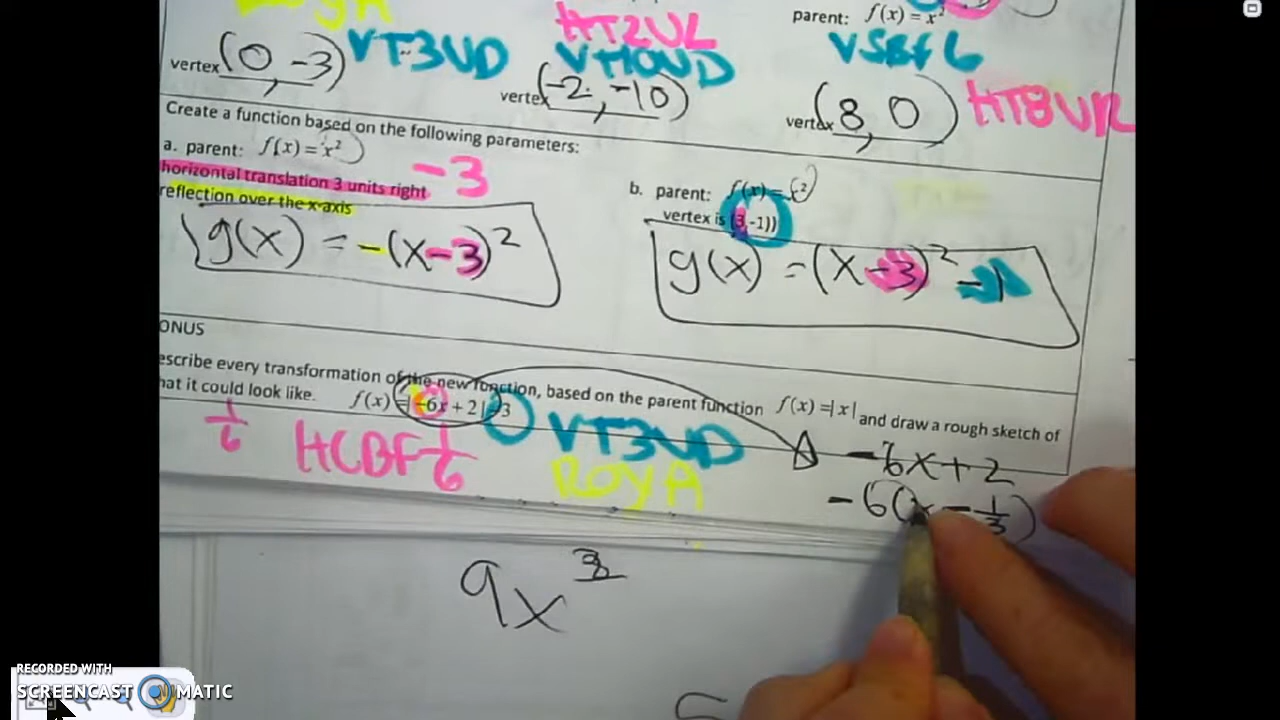 parent: f(x) = x²
HT2UL
VT3UD
VT10UD
VSBF6
vertex (0, -3)
vertex (-2, -10)
vertex (8, 0)
HT8UR
Create a function based on the following parameters:
a. parent: f(x) = x²
-3
horizontal translation 3 units right
reflection over the x-axis
g(x) = -(x-3)²
b. parent: f(x) = x²
vertex is (3,-1))
g(x) = (x-3)² -1
ONUS
escribe every transformation of the new function, based on the parent function f(x) =|x| and draw a rough sketch of
hat it could look like. f(x) = |-6x + 2|-3
1/6
HCBF 1/6
VT3UD
ROYA
-6x+2
-6(x - 1/3)
9x
RECORDED WITH
SCREENCAST MATIC